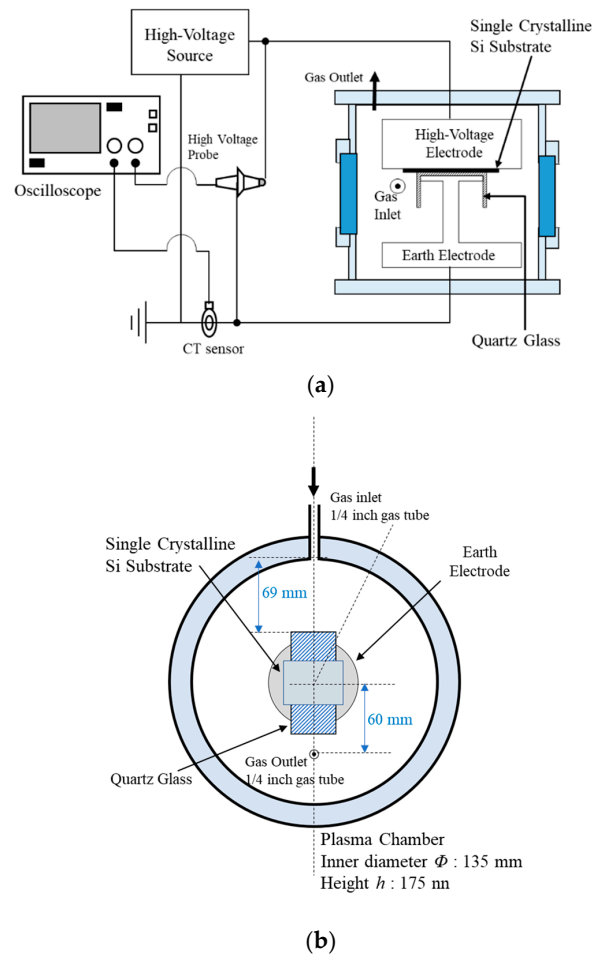 High-Voltage
Source
Single Crystalline
Si Substrate
Gas Outlet
High Voltage
Probe
High-Voltage
Electrode
Oscilloscope
Gas
Inlet
Earth Electrode
CT sensor
Quartz Glass
(a)
Gas inlet
1/4 inch gas tube
Single Crystalline
Si Substrate
Earth
Electrode
69 mm
60 mm
Quartz Glass
Gas Outlet
1/4 inch gas tube
Plasma Chamber
Inner diameter Φ : 135 mm
Height h : 175 nn
(b)